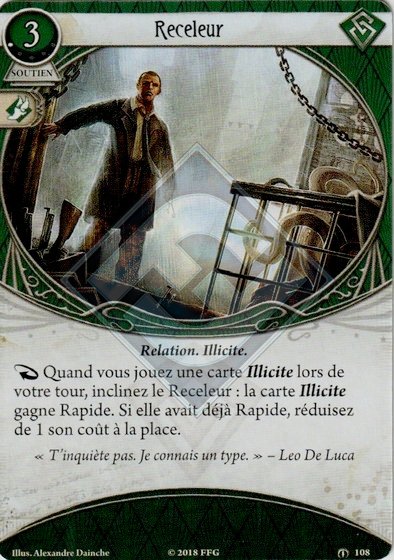 3
Receleur
SOUTIEN
Relation. Illicite.
Quand vous jouez une carte Illicite lors de
votre tour, inclinez le Receleur : la carte Illicite
gagne Rapide. Si elle avait déjà Rapide, réduisez
de 1 son coût à la place.
« T'inquiète pas. Je connais un type. » – Leo De Luca
Illus. Alexandre Dainche
© 2018 FFG
108